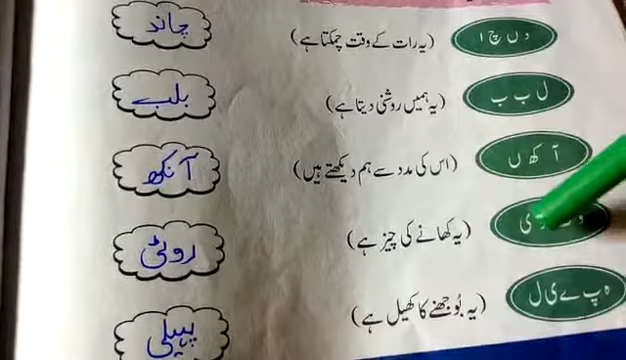 د ں چ ا (یہ رات کے وقت چمکتا ہے) چاند
ل ب ب (یہ ہمیں روشنی دیتا ہے) بلب
آ کھ ں (اس کی مدد سے ہم دیکھتے ہیں) آنکھ
ی (یہ کھانے کی چیز ہے) روٹی
ہ پ ے ی ل (یہ بُوجھنے کا کھیل ہے) پہیلی